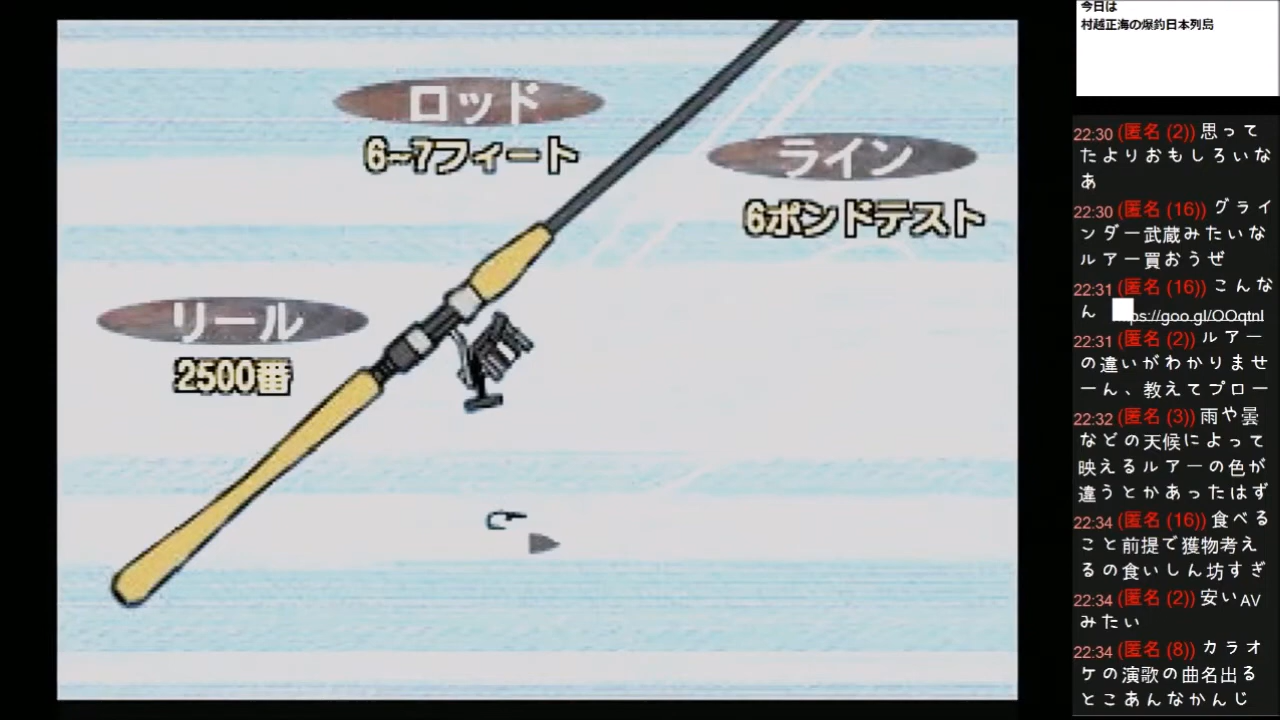 ロッド
6~7フィート
ライン
6ポンドテスト
リール
2500番
今日は
村越正海の爆釣日本列島
22:30 (匿名 (2)) 思って
たよりおもしろいな
あ
22:30 (匿名 (16)) グライ
ンダー武蔵みたいな
ルアー買おうぜ
22:31 (匿名 (16)) こんな
ん ps://goo.gl/OOqtnl
22:31 (匿名 (2)) ルアー
の違いがわかりませ
ーん、教えてプロー
22:32 (匿名 (3)) 雨や曇
などの天候によって
映えるルアーの色が
違うとかあったはず
22:34 (匿名 (16)) 食べる
こと前提で獲物考え
るの食いしん坊すぎ
22:34 (匿名 (2)) 安いAV
みたい
22:34 (匿名 (8)) カラオ
ケの演歌の曲名出る
とこあんなかんじ